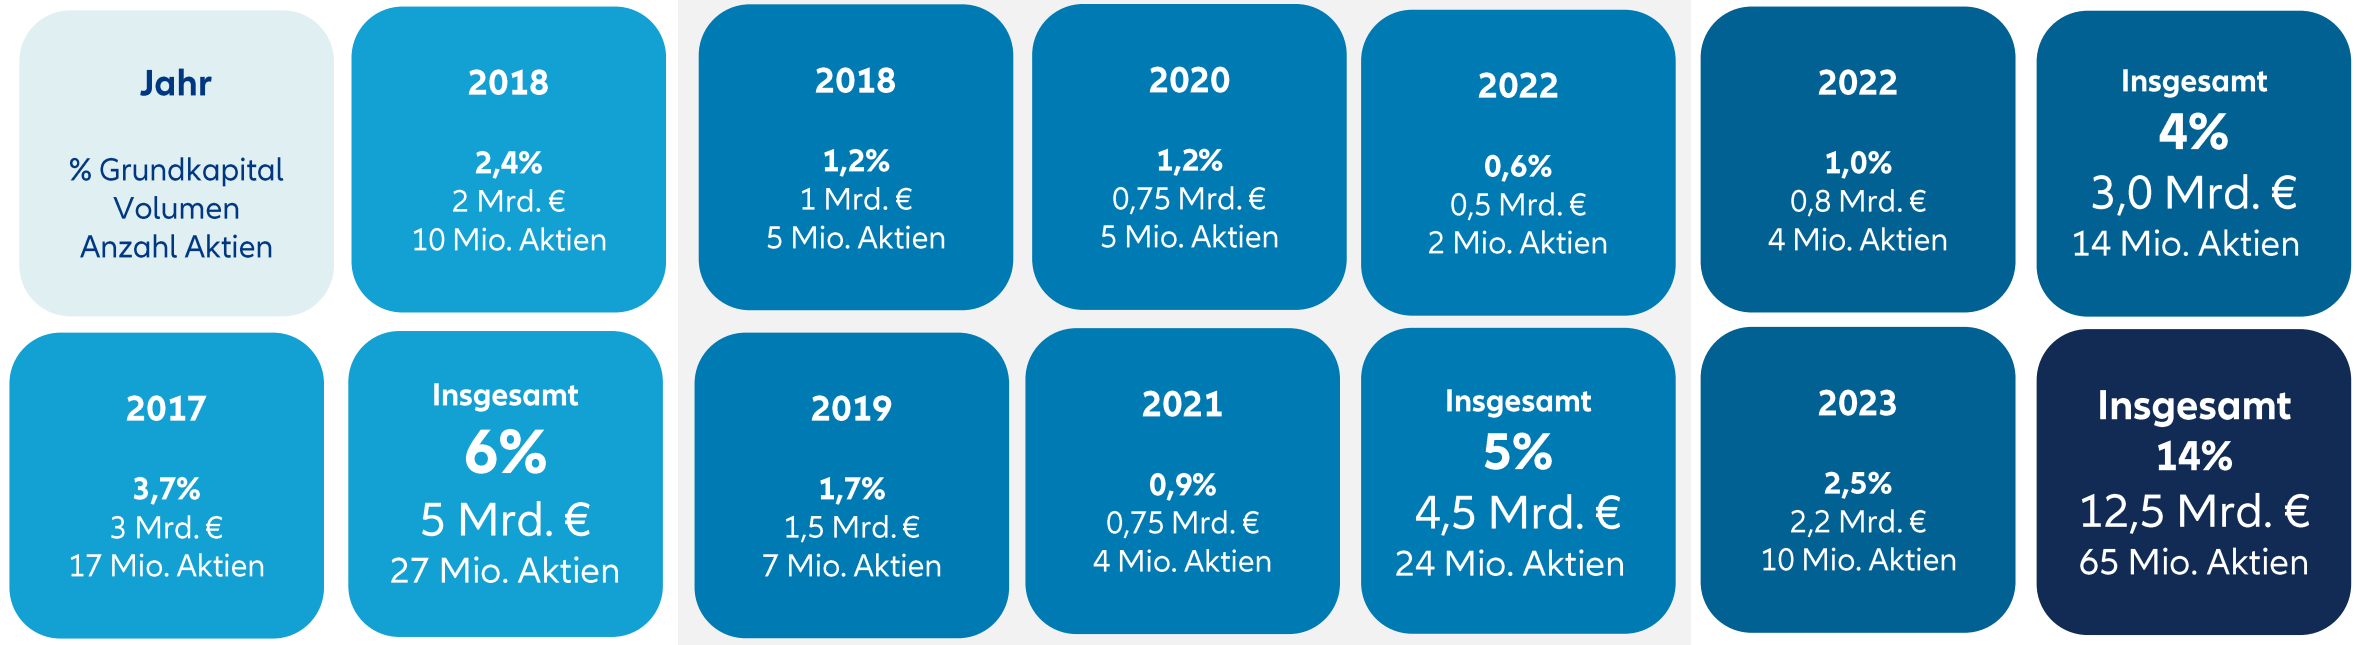 Jahr
% Grundkapital
Volumen
Anzahl Aktien
2017
3,7%
3 Mrd. €
17 Mio. Aktien
2018
2,4%
2 Mrd. €
10 Mio. Aktien
Insgesamt
6%
5 Mrd. €
27 Mio. Aktien
2018
1,2%
1 Mrd. €
5 Mio. Aktien
2019
1,7%
1,5 Mrd. €
7 Mio. Aktien
2020
1,2%
0,75 Mrd. €
5 Mio. Aktien
2021
0,9%
0,75 Mrd. €
4 Mio. Aktien
2022
0,6%
0,5 Mrd. €
2 Mio. Aktien
Insgesamt
5%
4,5 Mrd. €
24 Mio. Aktien
2022
1,0%
0,8 Mrd. €
4 Mio. Aktien
2023
2,5%
2,2 Mrd. €
10 Mio. Aktien
Insgesamt
4%
3,0 Mrd. €
14 Mio. Aktien
Insgesamt
14%
12,5 Mrd. €
65 Mio. Aktien